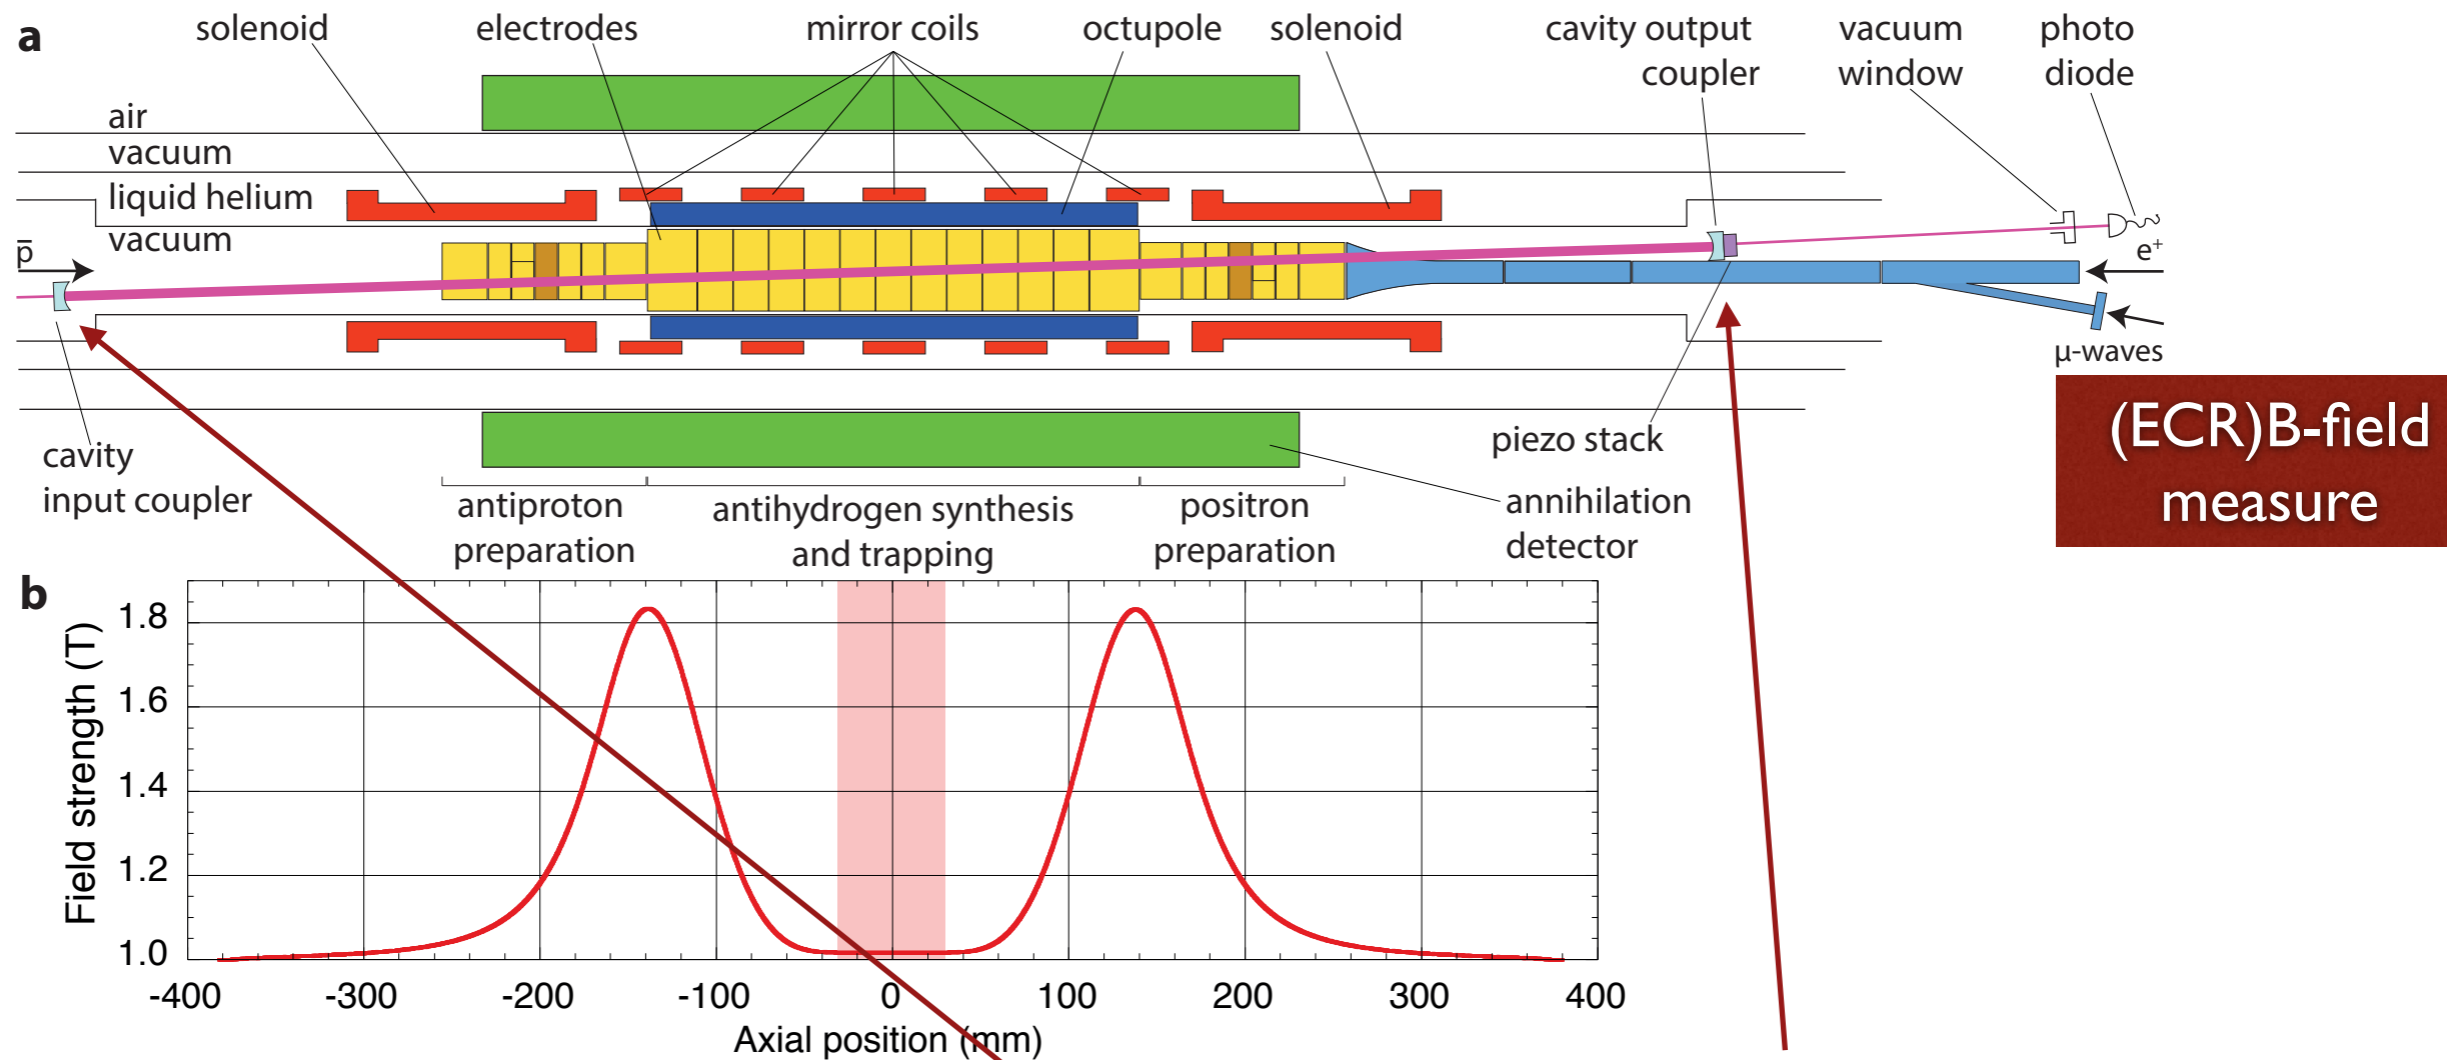 a
solenoid
electrodes
mirror coils
octupole
solenoid
cavity output
coupler
vacuum
window
photo
diode
air
vacuum
liquid helium
vacuum
p̅
e⁺
μ-waves
(ECR)B-field
measure
cavity
input coupler
piezo stack
annihilation
detector
antiproton
preparation
antihydrogen synthesis
and trapping
positron
preparation
b
Field strength (T)
1.8
1.6
1.4
1.2
1.0
-400 -300 -200 -100 0 100 200 300 400
Axial position (mm)